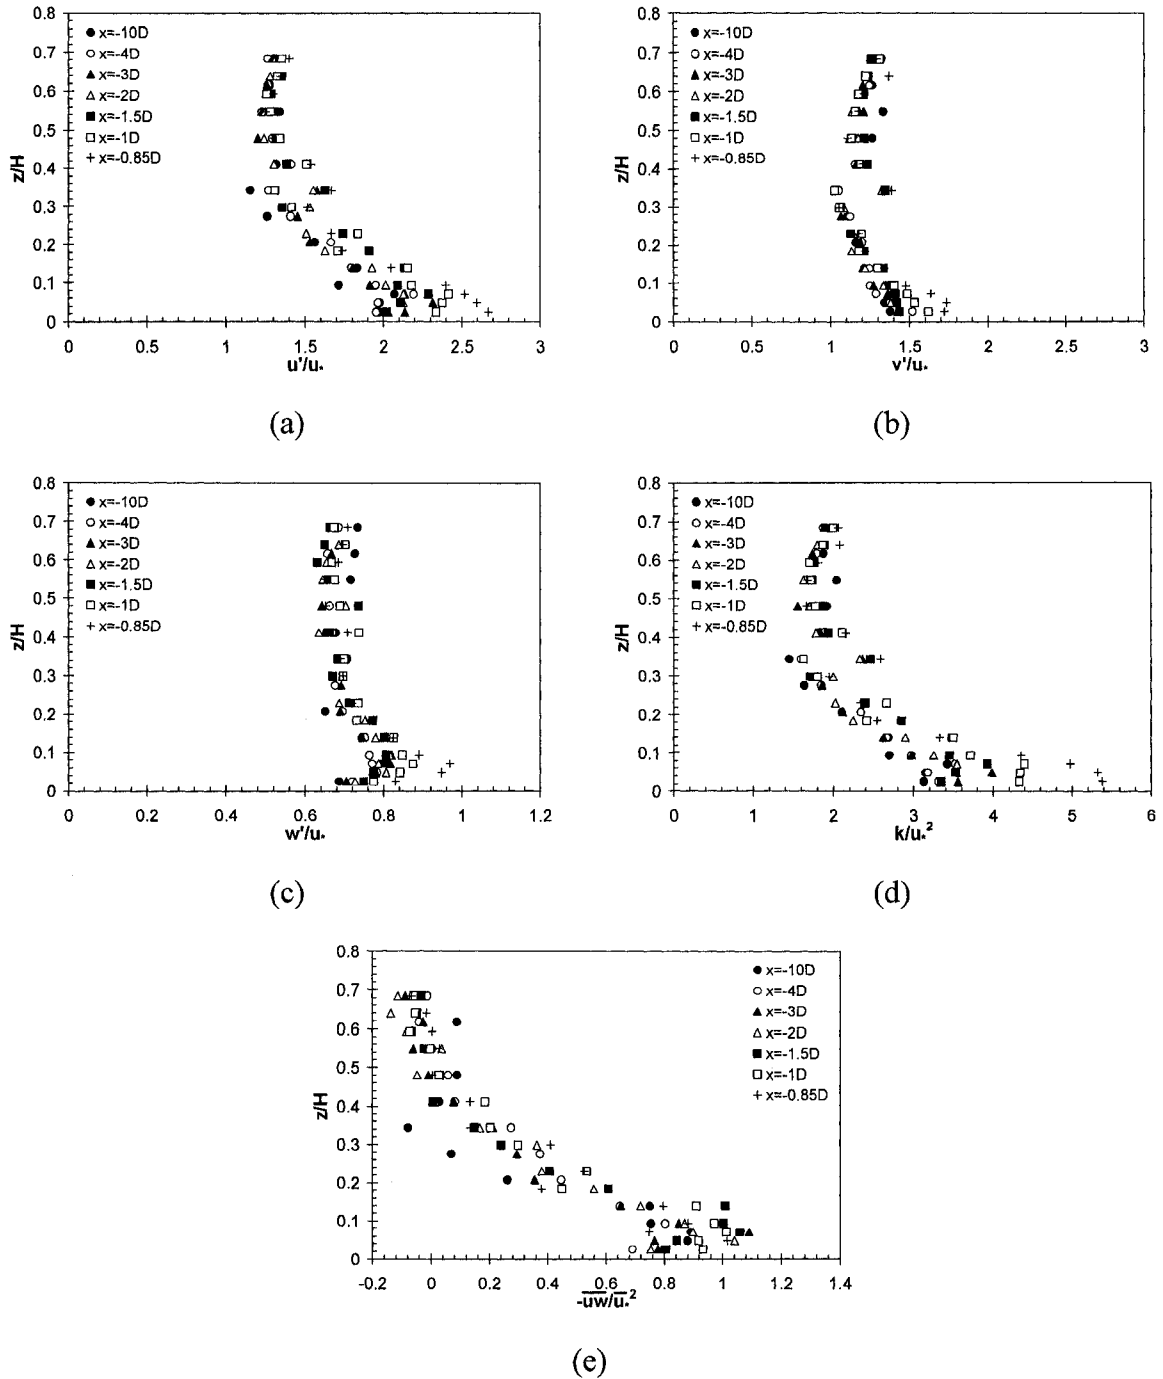 0.8
0.7
0.6
0.5
0.4
0.3
0.2
0.1
0
z/H
x=-10D
x=-4D
x=-3D
x=-2D
x=-1.5D
x=-1D
x=-0.85D
0 0.5 1 1.5 2 2.5 3
u'/u*
(a)
0.8
0.7
0.6
0.5
0.4
0.3
0.2
0.1
0
z/H
x=-10D
x=-4D
x=-3D
x=-2D
x=-1.5D
x=-1D
x=-0.85D
0 0.5 1 1.5 2 2.5 3
v'/u*
(b)
0.8
0.7
0.6
0.5
0.4
0.3
0.2
0.1
0
z/H
x=-10D
x=-4D
x=-3D
x=-2D
x=-1.5D
x=-1D
x=-0.85D
0 0.2 0.4 0.6 0.8 1 1.2
w'/u*
(c)
0.8
0.7
0.6
0.5
0.4
0.3
0.2
0.1
0
z/H
x=-10D
x=-4D
x=-3D
x=-2D
x=-1.5D
x=-1D
x=-0.85D
0 1 2 3 4 5 6
k/u*²
(d)
0.8
0.7
0.6
0.5
0.4
0.3
0.2
0.1
0
z/H
x=-10D
x=-4D
x=-3D
x=-2D
x=-1.5D
x=-1D
x=-0.85D
-0.2 0 0.2 0.4 0.6 0.8 1 1.2 1.4
-uw/u*²
(e)